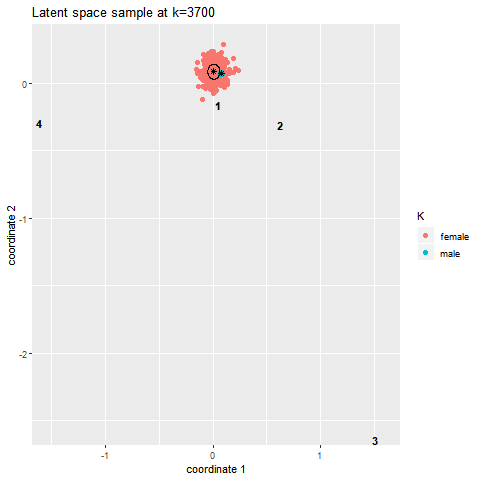 Latent space sample at k=3700
0
-1
-2
coordinate 2
1
2
4
3
-1
0
1
coordinate 1
K
female
male